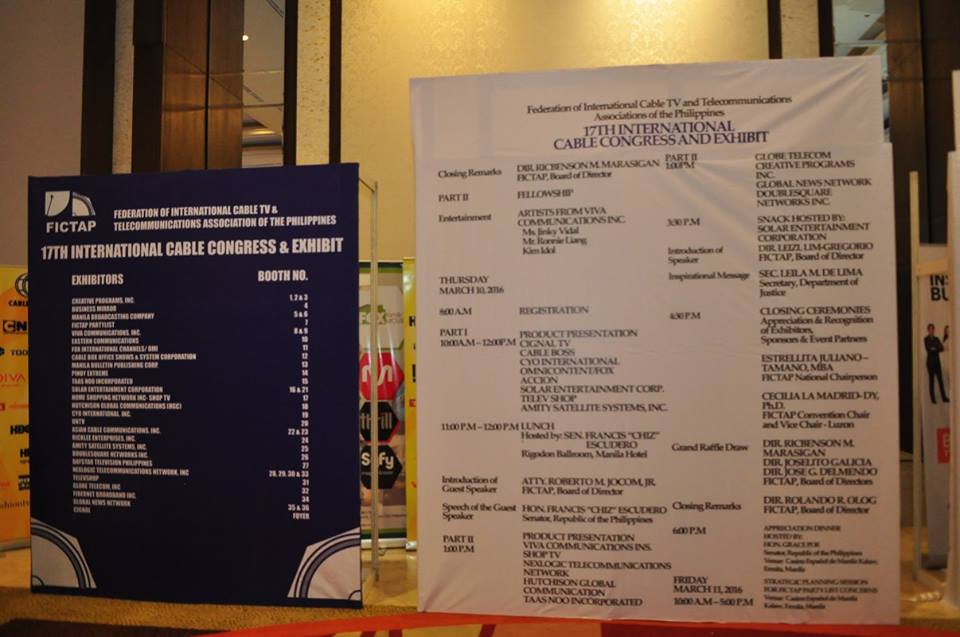 FICTAP
FEDERATION OF INTERNATIONAL CABLE TV &
TELECOMMUNICATIONS ASSOCIATION OF THE PHILIPPINES
17TH INTERNATIONAL CABLE CONGRESS & EXHIBIT
EXHIBITORS BOOTH NO.
CREATIVE PROGRAMS, INC. 1, 2 & 3
BUSINESS MIRROR 4
MANILA BROADCASTING COMPANY 5 & 6
FICTAP PARTYLIST 7
VIVA COMMUNICATIONS, INC. 8 & 9
EASTERN COMMUNICATIONS 10
FOX INTERNATIONAL CHANNELS/ OMI 11
CABLE BOX OFFICE SHOWS & SYSTEM CORPORATION 12
MANILA BULLETIN PUBLISHING CORP. 13
PINOY EXTREME 14
TAAS NOO INCORPORATED 15
SOLAR ENTERTAINMENT CORPORATION 16 & 21
HOME SHOPPING NETWORK INC- SHOP TV 17
HUTCHISON GLOBAL COMMUNICATIONS (HGC) 18
CYO INTERNATIONAL, INC. 19
UNTV 20
ASIAN CABLE COMMUNICATIONS, INC. 22 & 23
RICHLEE ENTERPRISES, INC. 24
AMITY SATELLITE SYSTEMS, INC. 25
DOUBLESQUARE NETWORKS INC. 26
DAYSTAR TELEVISION PHILIPPINES 27
NEXLOGIC TELECOMMUNICATIONS NETWORK, INC 28, 29, 30 & 33
TELEVSHOP 31
GLOBE TELECOM, INC 32
FIBERNET BROADBAND INC. 34
GLOBAL NEWS NETWORK 35 & 36
CIGNAL FOYER
Federation of International Cable TV and Telecommunications
Associations of the Philippines
17TH INTERNATIONAL
CABLE CONGRESS AND EXHIBIT
Closing Remarks DIR. RICBENSON M. MARASIGAN
FICTAP, Board of Director
PART II FELLOWSHIP
Entertainment ARTISTS FROM VIVA
COMMUNICATIONS INC.
Ms. Jinky Vidal
Mr. Ronnie Liang
Kim Idol
THURSDAY
MARCH 10, 2016
8:00 A.M REGISTRATION
PART I PRODUCT PRESENTATION
10:00A.M – 12:00P.M CIGNAL TV
CABLE BOSS
CYO INTERNATIONAL
OMNICONTENT/FOX
ACCION
SOLAR ENTERTAINMENT CORP.
TELEV SHOP
AMITY SATELLITE SYSTEMS, INC.
11:00 P.M – 12:00 P.M LUNCH
Hosted by: SEN. FRANCIS "CHIZ"
ESCUDERO
Rigodon Ballroom, Manila Hotel
Introduction of ATTY. ROBERTO M. JOCOM, JR.
Guest Speaker FICTAP, Board of Director
Speech of the Guest HON. FRANCIS "CHIZ" ESCUDERO
Speaker Senator, Republic of the Philippines
PART II PRODUCT PRESENTATION
1:00 P.M VIVA COMMUNICATIONS INS.
SHOP TV
NEXLOGIC TELECOMMUNICATIONS
NETWORK
HUTCHISON GLOBAL
COMMUNICATION
TAAS NOO INCORPORATED
PART II GLOBE TELECOM
1:00PM CREATIVE PROGRAMS
INC.
GLOBAL NEWS NETWORK
DOUBLESQUARE
NETWORKS INC.
3:30 P.M SNACK HOSTED BY:
SOLAR ENTERTAINMENT
CORPORATION
Introduction of DIR. LEIZL LIM-GREGORIO
Speaker FICTAP, Board of Director
Inspirational Message SEC. LEILA M. DE LIMA
Secretary, Department of
Justice
4:30 P.M CLOSING CEREMONIES
Appreciation & Recognition
of Exhibitors,
Sponsors & Event Partners
ESTRELLITA JULIANO –
TAMANO, MBA
FICTAP National Chairperson
CECILIA LA MADRID- DY,
Ph.D.
FICTAP Convention Chair
and Vice Chair - Luzon
Grand Raffle Draw DIR. RICBENSON M.
MARASIGAN
DIR. JOSELITO GALICIA
DIR. JOSE G. DELMENDO
FICTAP, Board of Directors
Closing Remarks DIR. ROLANDO R. OLOG
FICTAP, Board of Director
6:00 P.M APPRECIATION DINNER
HOSTED BY:
HON. GRACE POE
Senator, Republic of the Philippines
Venue: Casino Español de Manila Kalaw,
Ermita, Manila
FRIDAY STRATEGIC PLANNING SESSION
MARCH 11, 2016 FOR FICTAP PARTY LIST CONCERNS
10:00 A.M – 5:00 P.M Venue: Casino Español de Manila
Kalaw, Ermita, Manila
CABLE
CN
DIVA
HBO
FOX
thrill
Syfy
IN
BU